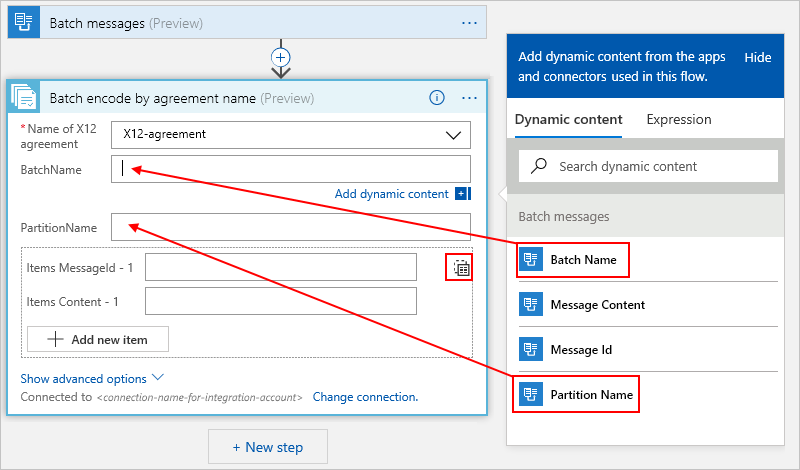 Batch messages (Preview)
Batch encode by agreement name (Preview)
* Name of X12
agreement
X12-agreement
BatchName
Add dynamic content
PartitionName
Items MessageId - 1
Items Content - 1
Add new item
Show advanced options
Connected to <connection-name-for-integration-account> Change connection.
+ New step
Add dynamic content from the apps
and connectors used in this flow.
Hide
Dynamic content
Expression
Search dynamic content
Batch messages
Batch Name
Message Content
Message Id
Partition Name